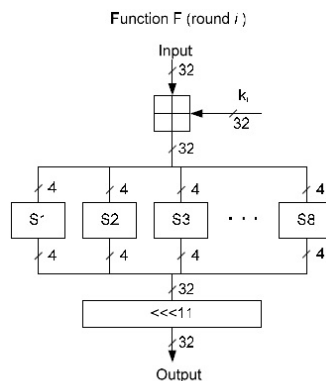 Function F (round i)
Input
32
kᵢ
32
32
4 4 4 4
S1 S2 S3 · · · S8
4 4 4 4
32
<<<11
32
Output